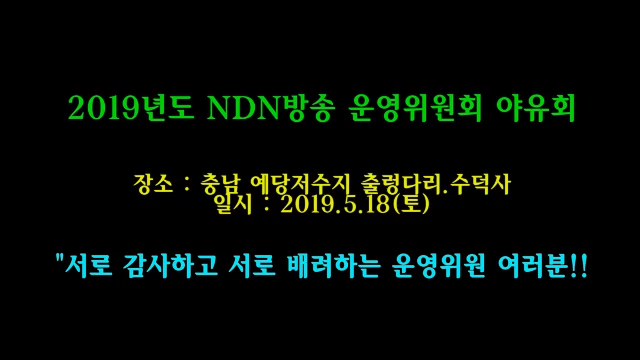 2019년도 NDN방송 운영위원회 야유회
장소 : 충남 예당저수지 출렁다리.수덕사
일시 : 2019.5.18(토)
"서로 감사하고 서로 배려하는 운영위원 여러분!!